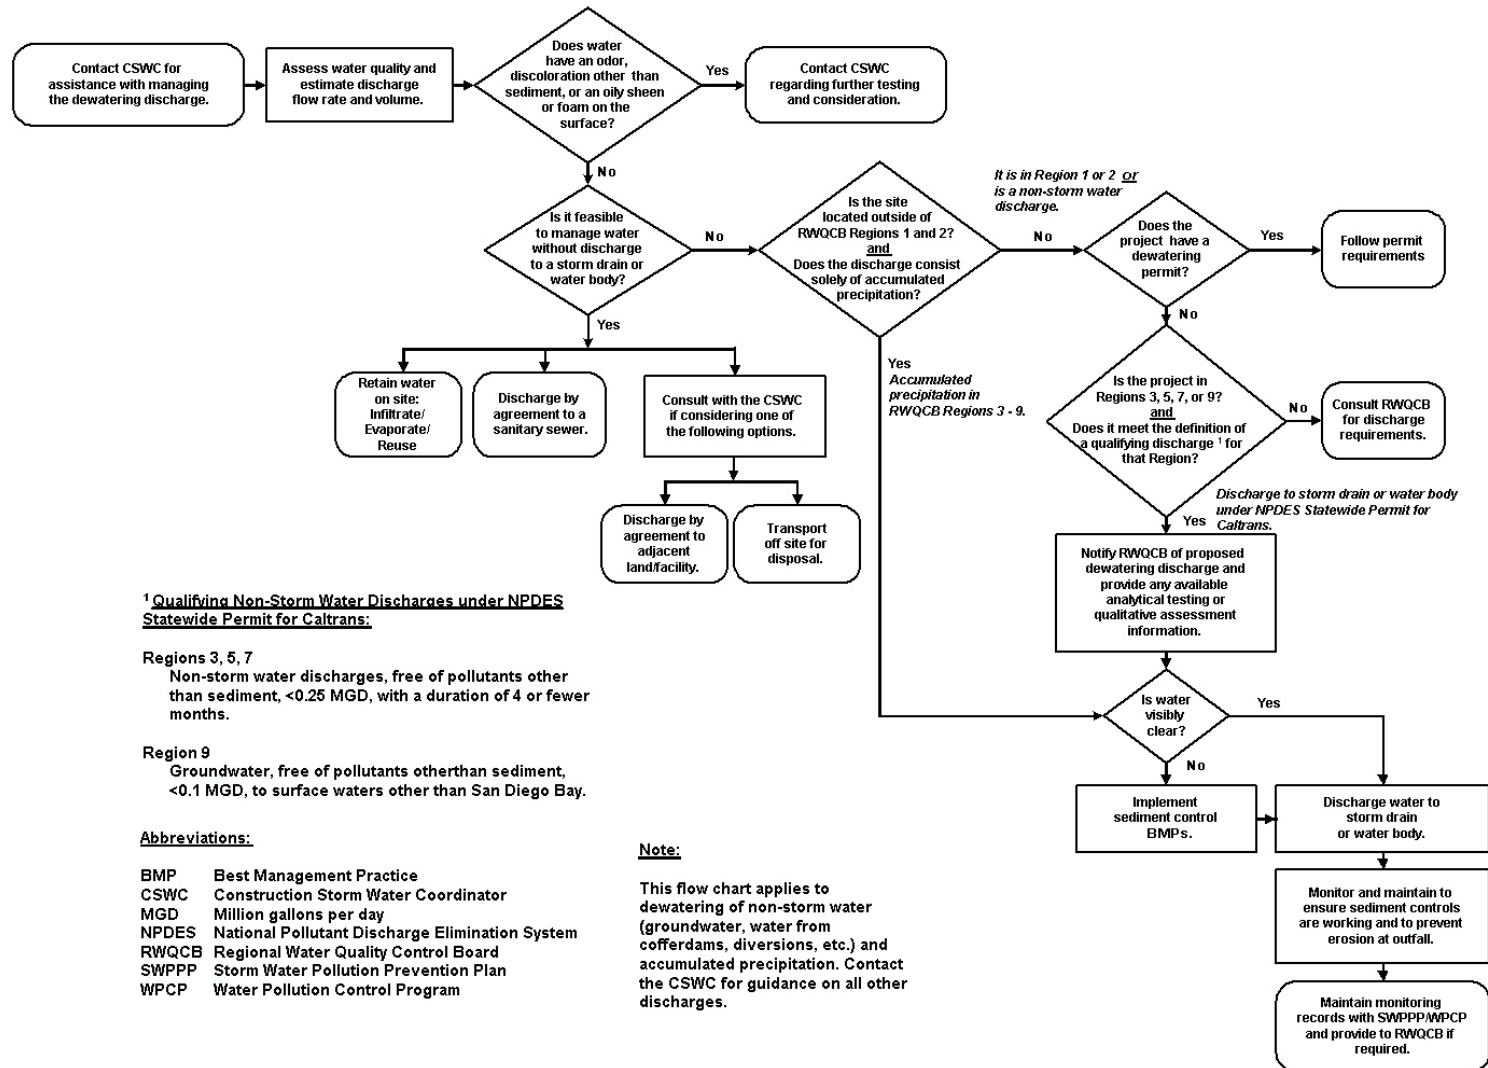 Contact CSWC for
assistance with managing
the dewatering discharge.
Assess water quality and
estimate discharge
flow rate and volume.
Does water
have an odor,
discoloration other than
sediment, or an oily sheen
or foam on the
surface?
Yes
Contact CSWC
regarding further testing
and consideration.
No
Is it feasible
to manage water
without discharge
to a storm drain or
water body?
No
Is the site
located outside of
RWQCB Regions 1 and 2?
and
Does the discharge consist
solely of accumulated
precipitation?
It is in Region 1 or 2 or
is a non-storm water
discharge.
No
Does the
project have a
dewatering
permit?
Yes
Follow permit
requirements
No
Yes
Retain water
on site:
Infiltrate/
Evaporate/
Reuse
Discharge by
agreement to a
sanitary sewer.
Consult with the CSWC
if considering one of
the following options.
Discharge by
agreement to
adjacent
land/facility.
Transport
off site for
disposal.
Yes
Accumulated
precipitation in
RWQCB Regions 3 - 9.
Is the project in
Regions 3, 5, 7, or 9?
and
Does it meet the definition of
a qualifying discharge 1 for
that Region?
No
Consult RWQCB
for discharge
requirements.
Yes
Discharge to storm drain or water body
under NPDES Statewide Permit for
Caltrans.
Notify RWQCB of proposed
dewatering discharge and
provide any available
analytical testing or
qualitative assessment
information.
Is water
visibly
clear?
Yes
No
Implement
sediment control
BMPs.
Discharge water to
storm drain
or water body.
Monitor and maintain to
ensure sediment controls
are working and to prevent
erosion at outfall.
Maintain monitoring
records with SWPPP/WPCP
and provide to RWQCB if
required.
1 Qualifying Non-Storm Water Discharges under NPDES
Statewide Permit for Caltrans:
Regions 3, 5, 7
Non-storm water discharges, free of pollutants other
than sediment, <0.25 MGD, with a duration of 4 or fewer
months.
Region 9
Groundwater, free of pollutants otherthan sediment,
<0.1 MGD, to surface waters other than San Diego Bay.
Abbreviations:
BMP Best Management Practice
CSWC Construction Storm Water Coordinator
MGD Million gallons per day
NPDES National Pollutant Discharge Elimination System
RWQCB Regional Water Quality Control Board
SWPPP Storm Water Pollution Prevention Plan
WPCP Water Pollution Control Program
Note:
This flow chart applies to
dewatering of non-storm water
(groundwater, water from
cofferdams, diversions, etc.) and
accumulated precipitation. Contact
the CSWC for guidance on all other
discharges.